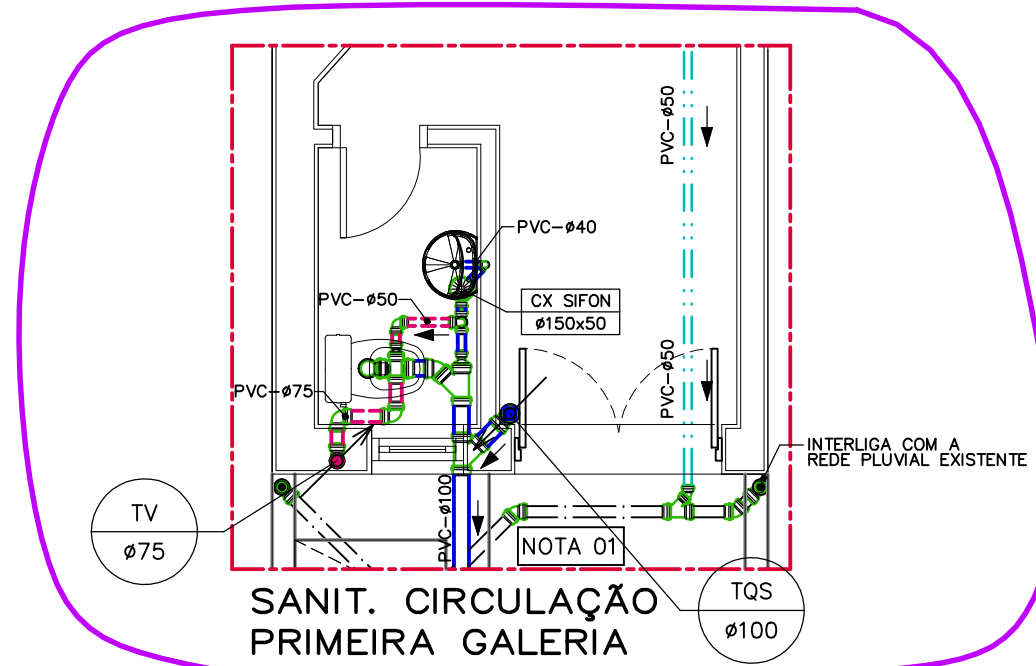 PVC-ø50
PVC-ø40
CX SIFON
ø150x50
PVC-ø50
PVC-ø50
PVC-ø75
INTERLIGA COM A
REDE PLUVIAL EXISTENTE
PVC-ø100
TV
ø75
NOTA 01
TQS
ø100
SANIT. CIRCULAÇÃO
PRIMEIRA GALERIA